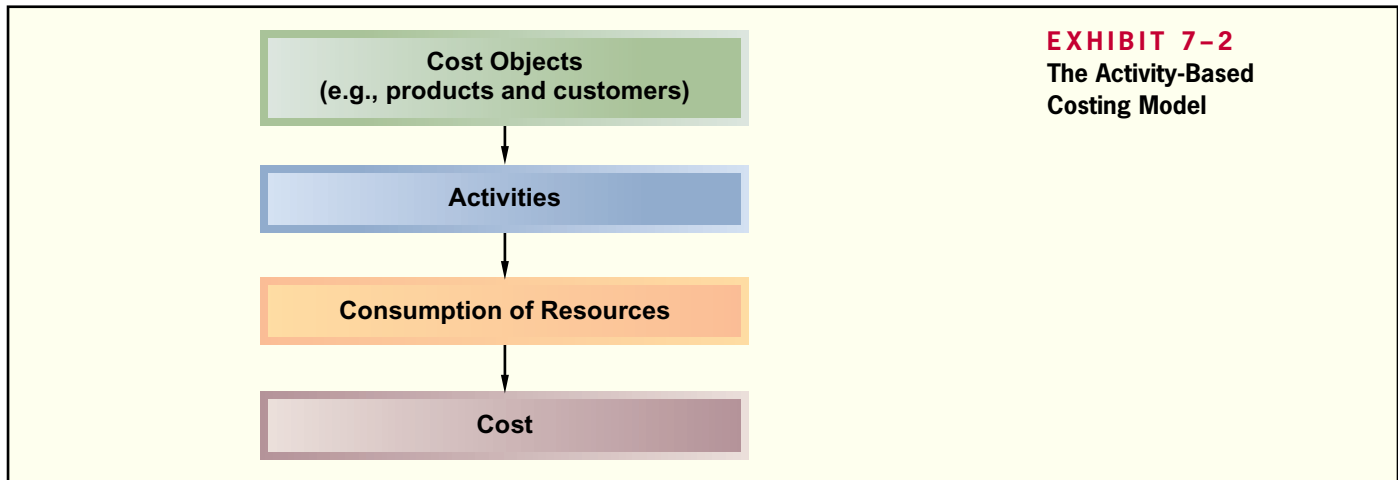 EXHIBIT 7–2
The Activity-Based
Costing Model
Cost Objects
(e.g., products and customers)
Activities
Consumption of Resources
Cost